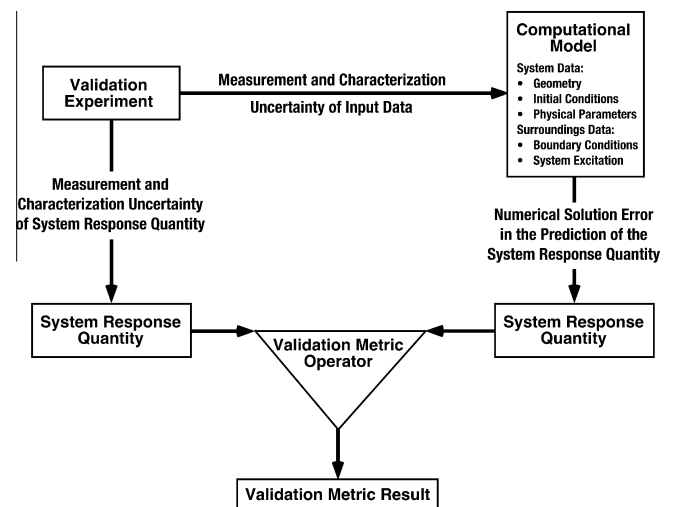 Computational
Model
System Data:
• Geometry
• Initial Conditions
• Physical Parameters
Surroundings Data:
• Boundary Conditions
• System Excitation
Validation
Experiment
Measurement and Characterization
Uncertainty of Input Data
Measurement and
Characterization Uncertainty
of System Response Quantity
Numerical Solution Error
in the Prediction of the
System Response Quantity
System Response
Quantity
Validation Metric
Operator
System Response
Quantity
Validation Metric Result